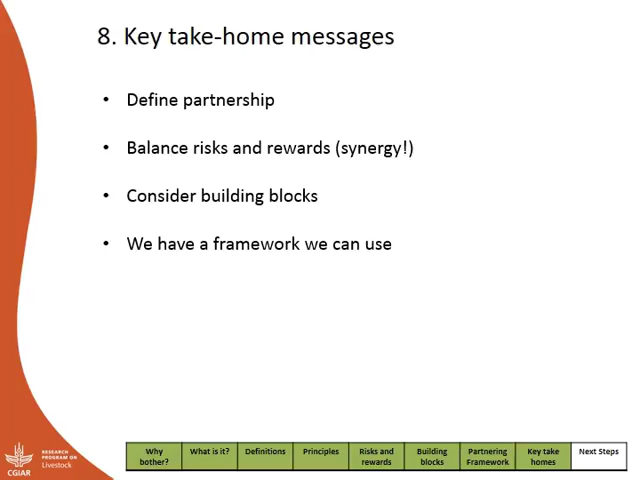 8. Key take-home messages
• Define partnership
• Balance risks and rewards (synergy!)
• Consider building blocks
• We have a framework we can use
CGIAR
RESEARCH
PROGRAM ON
Livestock
Why
bother?
What is it?
Definitions
Principles
Risks and
rewards
Building
blocks
Partnering
Framework
Key take
homes
Next Steps